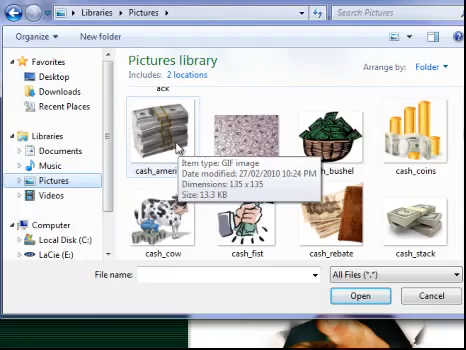 Libraries Pictures Search Pictures
Organize New folder
Favorites
Desktop
Downloads
Recent Places
Libraries
Documents
Music
Pictures
Videos
Computer
Local Disk (C:)
LaCie (E:)
Pictures library
Includes: 2 locations
Arrange by: Folder
cash_ameri
_bushel
cash_coins
Item type: GIF image
Date modified: 27/02/2010 10:24 PM
Dimensions: 135 x 135
Size: 13.3 KB
cash_cow
cash_fist
cash_rebate
cash_stack
File name:
All Files (*.*)
Open
Cancel